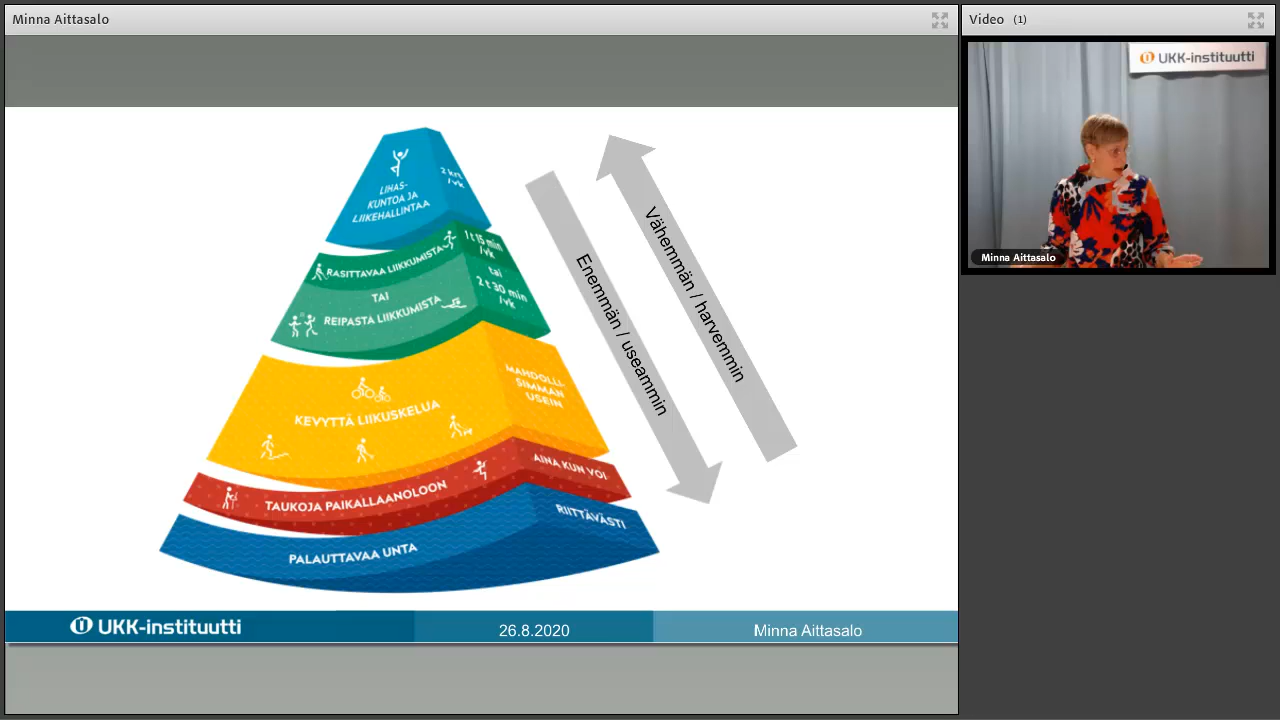 Minna Aittasalo
Video (1)
UKK-instituutti
Minna Aittasalo
LIHAS-
KUNTOA JA
LIIKEHALLINTAA
2 krt
/vk
RASITTAVAA LIIKKUMISTA
1 t 15 min
/vk
TAI
tai
REIPASTA LIIKKUMISTA
2 t 30 min
/vk
KEVYTTÄ LIIKUSKELUA
MAHDOLLI-
SIMMAN
USEIN
TAUKOJA PAIKALLAANOLOON
AINA KUN VOI
PALAUTTAVAA UNTA
RIITTÄVÄSTI
Enemmän / useammin
Vähemmän / harvemmin
UKK-instituutti
26.8.2020
Minna Aittasalo